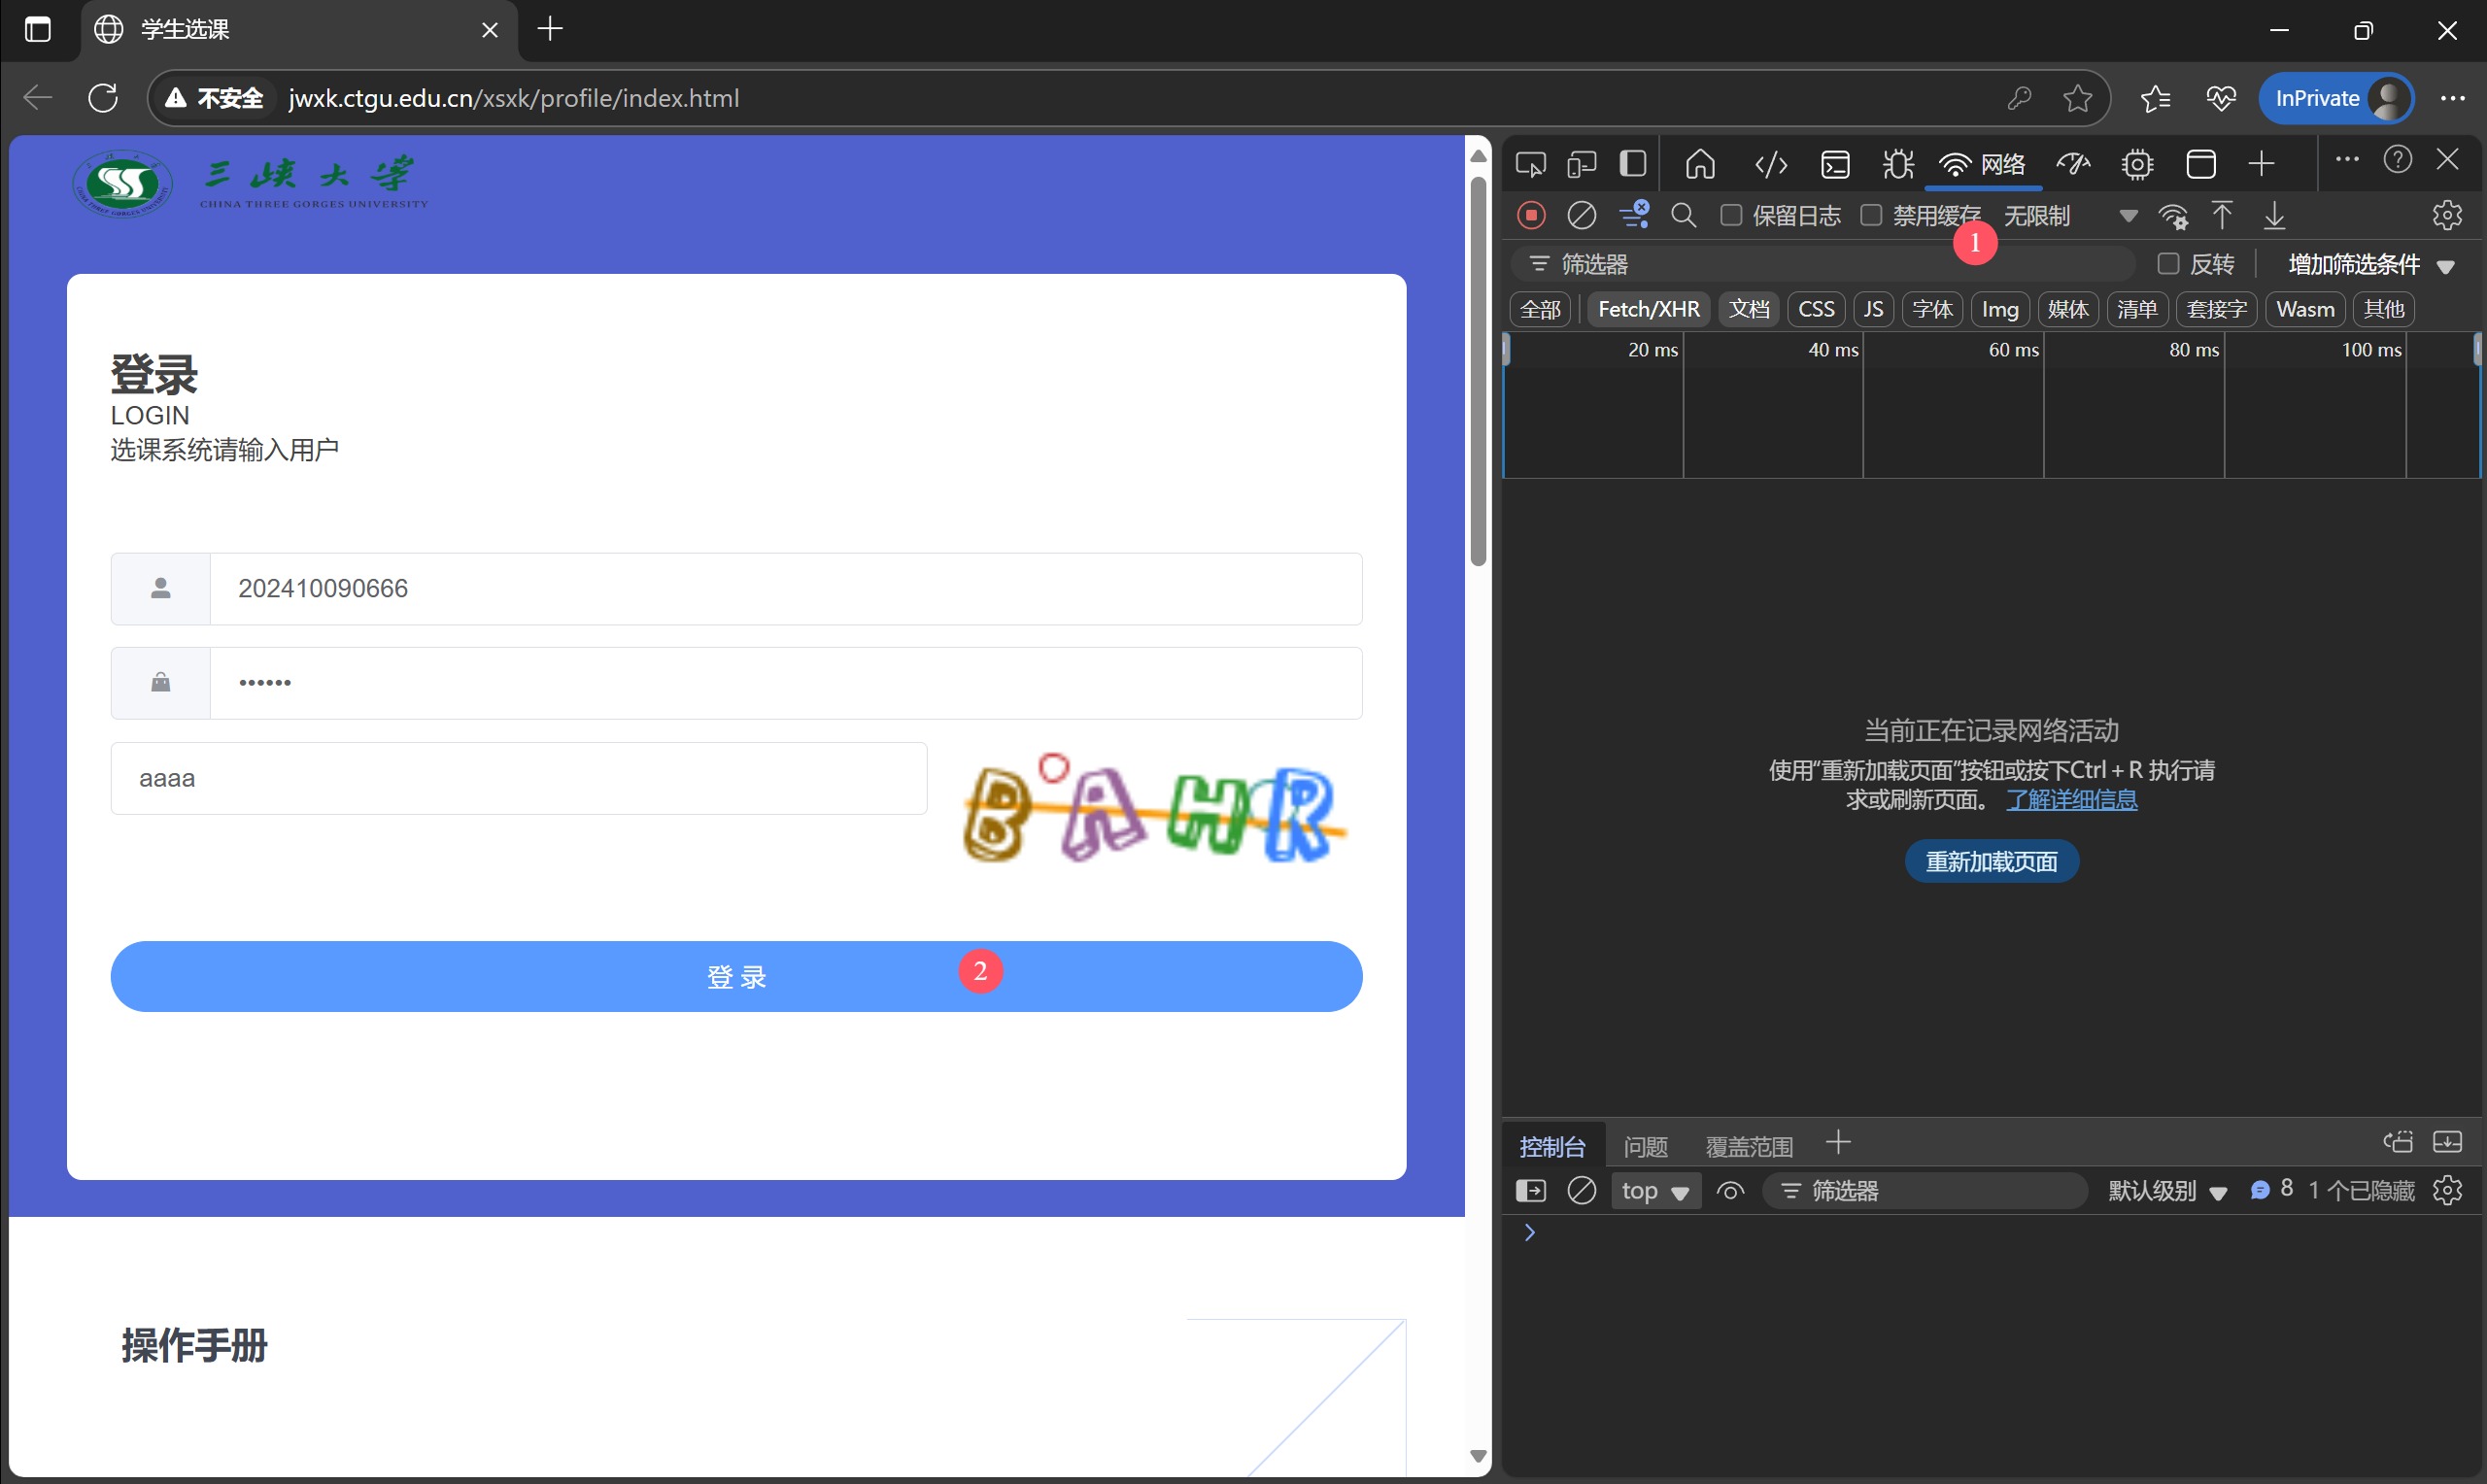 学生选课
不安全 jwxk.ctgu.edu.cn/xsxk/profile/index.html
InPrivate
三峡大学
CHINA THREE GORGES UNIVERSITY
登录
LOGIN
选课系统请输入用户
202410090666
••••••
aaaa
BAHR
登 录
2
操作手册
网络
保留日志 禁用缓存 无限制
1
筛选器 反转 增加筛选条件
全部 Fetch/XHR 文档 CSS JS 字体 Img 媒体 清单 套接字 Wasm 其他
20 ms 40 ms 60 ms 80 ms 100 ms
当前正在记录网络活动
使用“重新加载页面”按钮或按下Ctrl + R 执行请
求或刷新页面。 了解详细信息
重新加载页面
控制台 问题 覆盖范围
top 筛选器 默认级别 8 1 个已隐藏